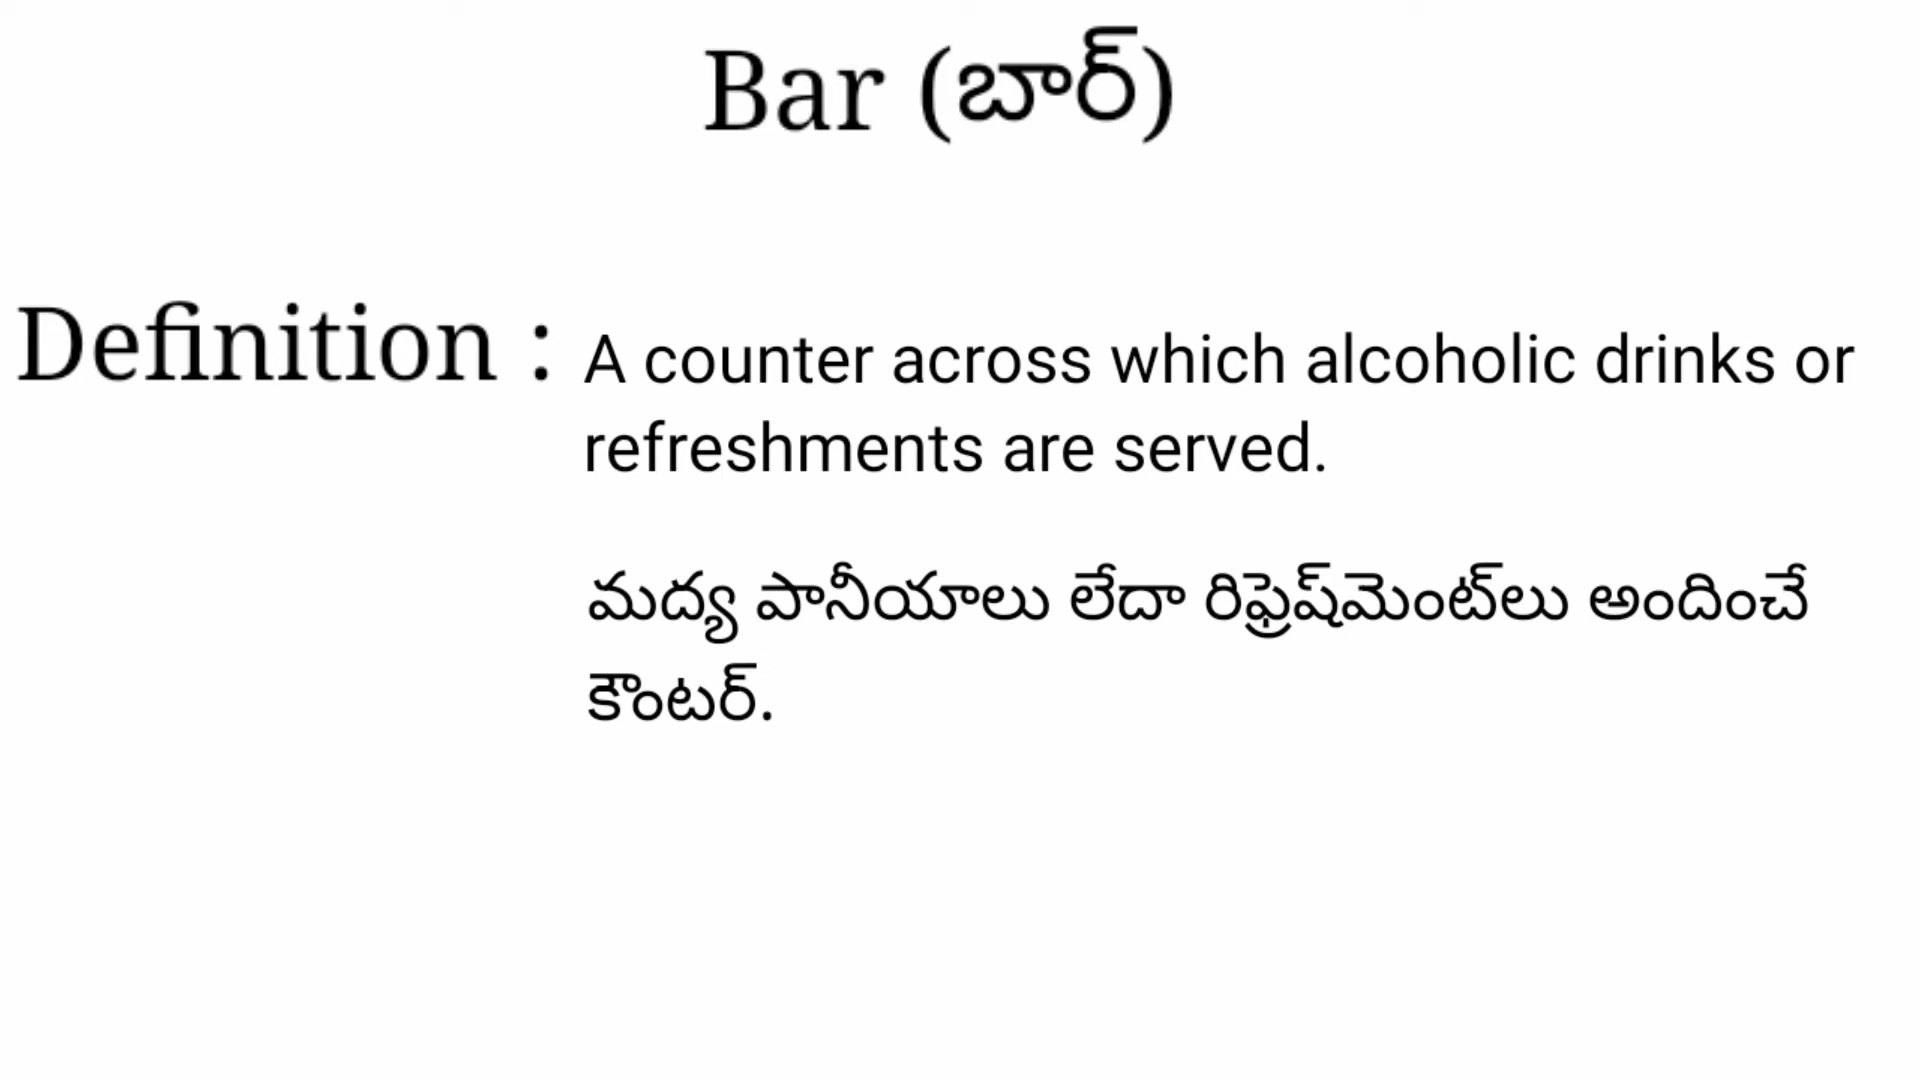 Bar (బార్)
Definition : A counter across which alcoholic drinks or
refreshments are served.
మద్య పానీయాలు లేదా రిఫ్రెష్‌మెంట్‌లు అందించే
కౌంటర్.